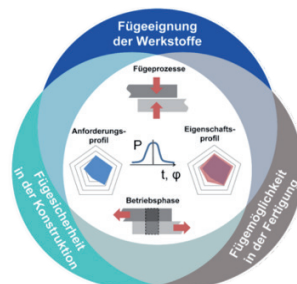 Fügeeignung
der Werkstoffe
Fügeprozesse
Anforderungs-
profil
P
t, φ
Eigenschafts-
profil
Betriebsphase
Fügesicherheit
in der Konstruktion
Fügemöglichkeit
in der Fertigung